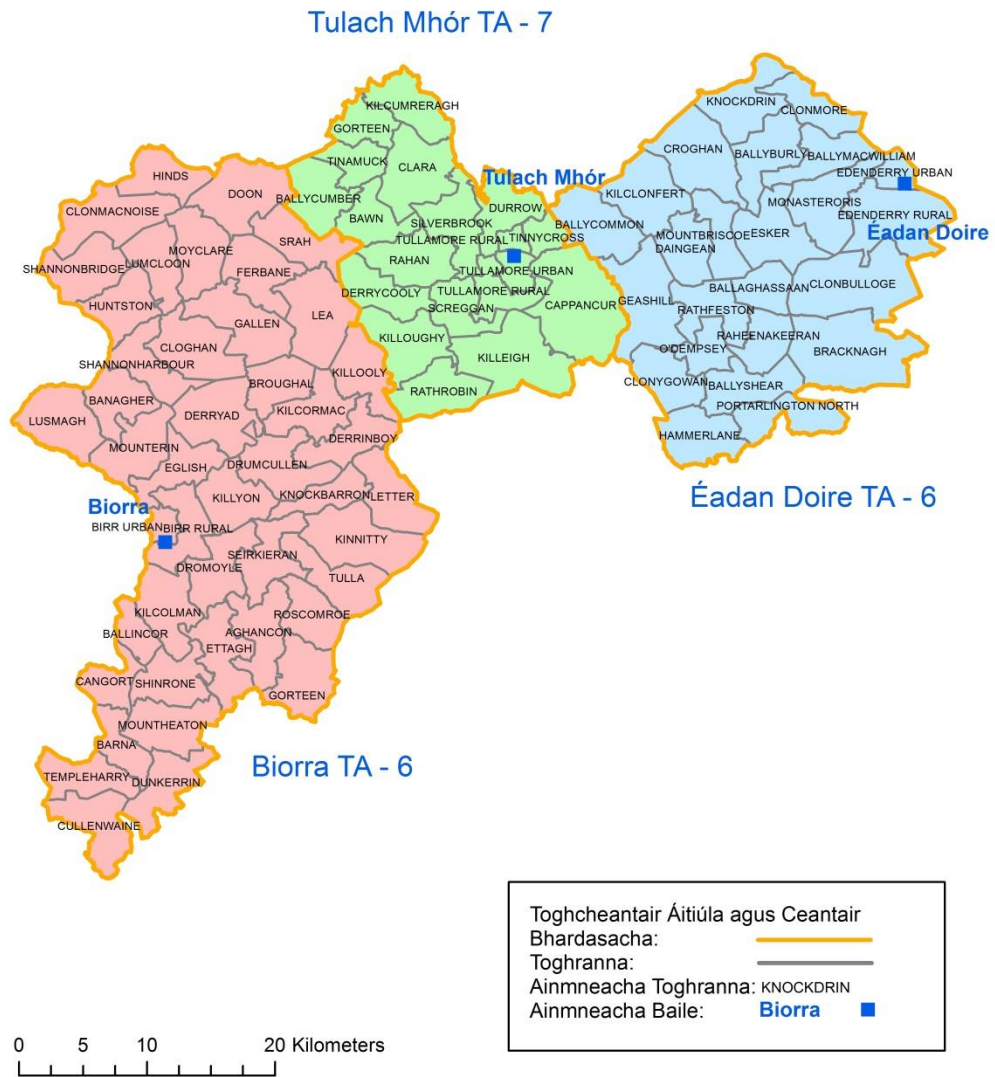 Tulach Mhór TA - 7
KILCUMRERAGH
GORTEEN
TINAMUCK
CLARA
BALLYCUMBER
BAWN
SILVERBROOK
DURROW
Tulach Mhór
TULLAMORE RURAL
TINNYCROSS
RAHAN
TULLAMORE URBAN
DERRYCOOLY
TULLAMORE RURAL
SCREGGAN
CAPPANCUR
KILLOUGHY
KILLEIGH
RATHROBIN
KNOCKDRIN
CLONMORE
CROGHAN
BALLYBURLY
BALLYMACWILLIAM
EDENDERRY URBAN
KILCLONFERT
MONASTERORIS
EDENDERRY RURAL
Éadan Doire
BALLYCOMMON
MOUNTBRISCOE
ESKER
DAINGEAN
BALLAGHASSAAN
CLONBULLOGE
GEASHILL
RATHFESTON
RAHEENAKEERAN
O'DEMPSEY
BRACKNAGH
CLONYGOWAN
BALLYSHEAR
PORTARLINGTON NORTH
HAMMERLANE
Éadan Doire TA - 6
HINDS
DOON
CLONMACNOISE
SRAH
MOYCLARE
SHANNONBRIDGE
LUMCLOON
FERBANE
HUNTSTON
LEA
GALLEN
CLOGHAN
SHANNONHARBOUR
KILLOOLY
BROUGHAL
BANAGHER
LUSMAGH
DERRYAD
KILCORMAC
DERRINBOY
MOUNTERIN
EGLISH
DRUMCULLEN
KILLYON
KNOCKBARRON
LETTER
Biorra
BIRR URBAN
BIRR RURAL
KINNITTY
SEIRKIERAN
DROMOYLE
TULLA
KILCOLMAN
ROSCOMROE
BALLINCOR
AGHANCON
ETTAGH
CANGORT
SHINRONE
GORTEEN
MOUNTHEATON
BARNA
TEMPLEHARRY
DUNKERRIN
CULLENWAINE
Biorra TA - 6
Toghcheantair Áitiúla agus Ceantair
Bhardasacha:
Toghranna:
Ainmneacha Toghranna: KNOCKDRIN
Ainmneacha Baile: Biorra
0 5 10 20 Kilometers